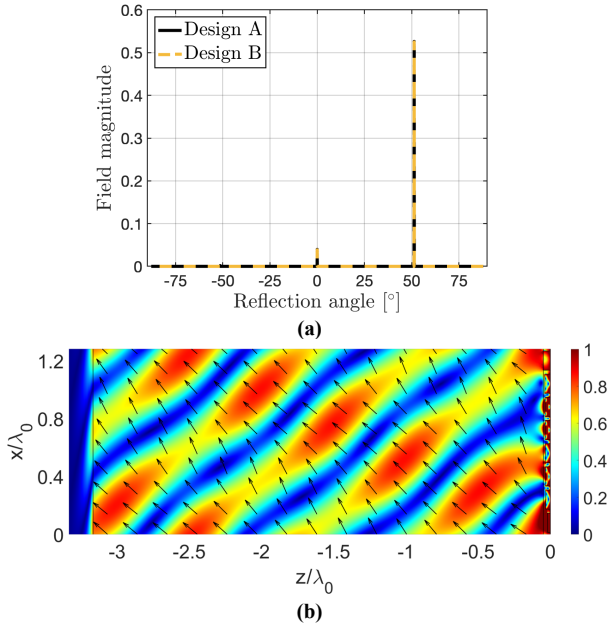 0.6
Design A
Design B
0.5
0.4
0.3
0.2
0.1
0
Field magnitude
-75 -50 -25 0 25 50 75
Reflection angle [°]
(a)
1.2
0.8
0.4
0
x/λ0
-3 -2.5 -2 -1.5 -1 -0.5 0
z/λ0
1
0.8
0.6
0.4
0.2
0
(b)